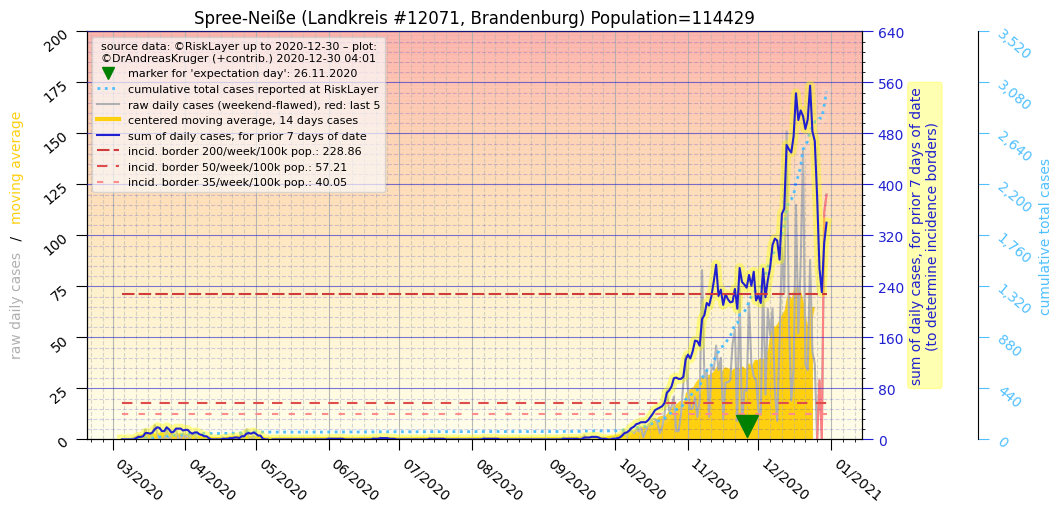 Spree-Neiße (Landkreis #12071, Brandenburg) Population=114429
source data: ©RiskLayer up to 2020-12-30 – plot:
©DrAndreasKruger (+contrib.) 2020-12-30 04:01
marker for 'expectation day': 26.11.2020
cumulative total cases reported at RiskLayer
raw daily cases (weekend-flawed), red: last 5
centered moving average, 14 days cases
sum of daily cases, for prior 7 days of date
incid. border 200/week/100k pop.: 228.86
incid. border 50/week/100k pop.: 57.21
incid. border 35/week/100k pop.: 40.05
raw daily cases / moving average
200
175
150
125
100
75
50
25
0
03/2020
04/2020
05/2020
06/2020
07/2020
08/2020
09/2020
10/2020
11/2020
12/2020
01/2021
640
560
480
400
320
240
160
80
0
sum of daily cases, for prior 7 days of date
(to determine incidence borders)
3,520
3,080
2,640
2,200
1,760
1,320
880
440
0
cumulative total cases